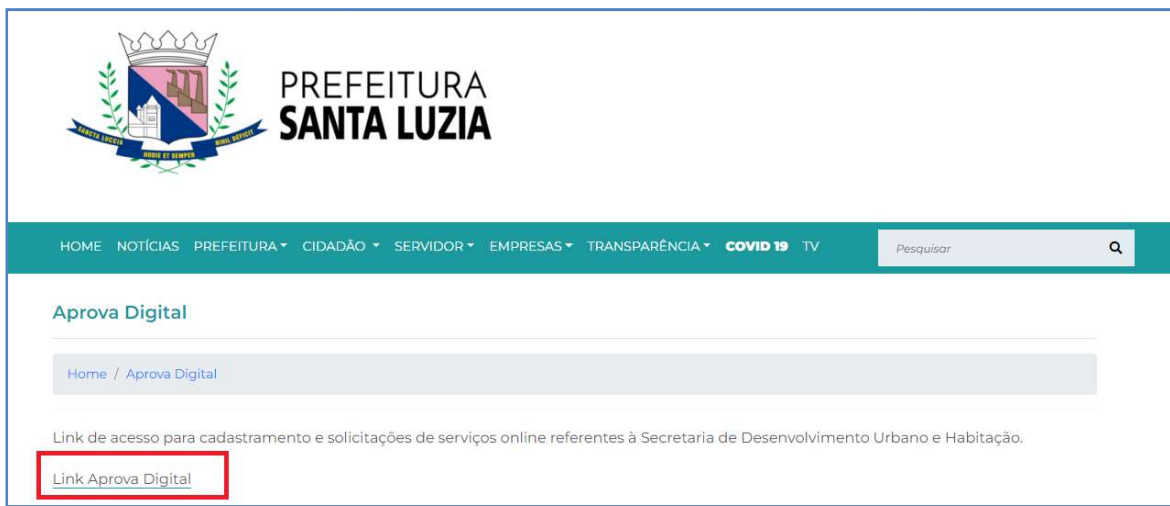 PREFEITURA
SANTA LUZIA
SANCTA LUCCIA
HODIE ET SEMPER
NIHIL DÉFICIT
HOME NOTÍCIAS PREFEITURA CIDADÃO SERVIDOR EMPRESAS TRANSPARÊNCIA COVID 19 TV Pesquisar
Aprova Digital
Home / Aprova Digital
Link de acesso para cadastramento e solicitações de serviços online referentes à Secretaria de Desenvolvimento Urbano e Habitação.
Link Aprova Digital